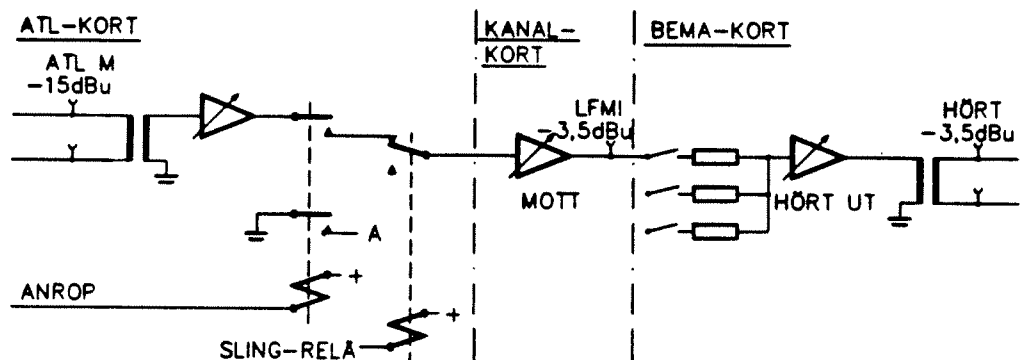 ATL-KORT
KANAL-
KORT
BEMA-KORT
ATL M
-15dBu
LFMI
-3,5dBu
HÖRT
-3,5dBu
MOTT
HÖRT UT
A
+
ANROP
+
SLING-RELÄ